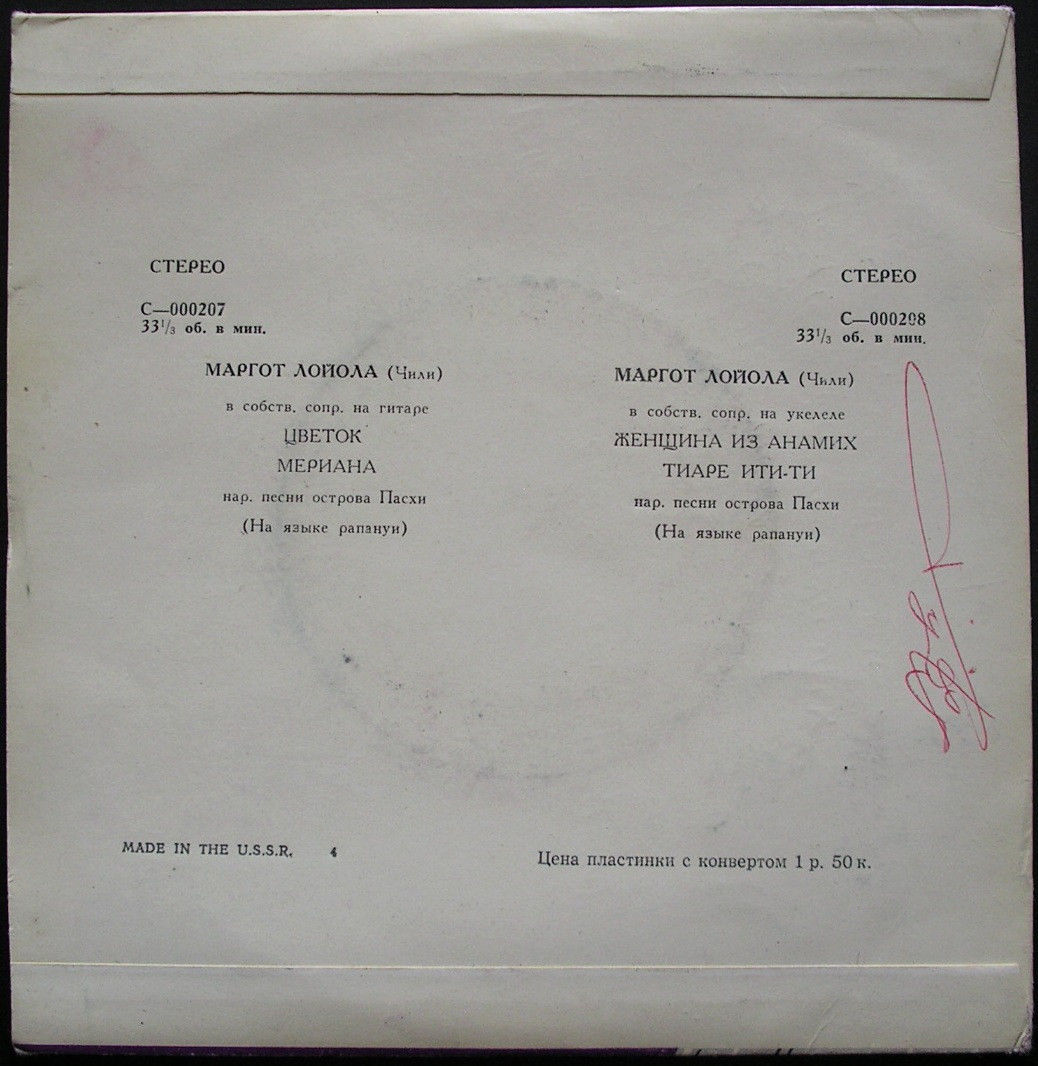 СТЕРЕО
С—000207
33 1/3 об. в мин.
МАРГОТ ЛОЙОЛА (Чили)
в собств. сопр. на гитаре
ЦВЕТОК
МЕРИАНА
нар. песни острова Пасхи
(На языке рапануи)
СТЕРЕО
С—000208
33 1/3 об. в мин.
МАРГОТ ЛОЙОЛА (Чили)
в собств. сопр. на укелеле
ЖЕНЩИНА ИЗ АНАМИХ
ТИАРЕ ИТИ-ТИ
нар. песни острова Пасхи
(На языке рапануи)
MADE IN THE U.S.S.R. 4
Цена пластинки с конвертом 1 р. 50 к.